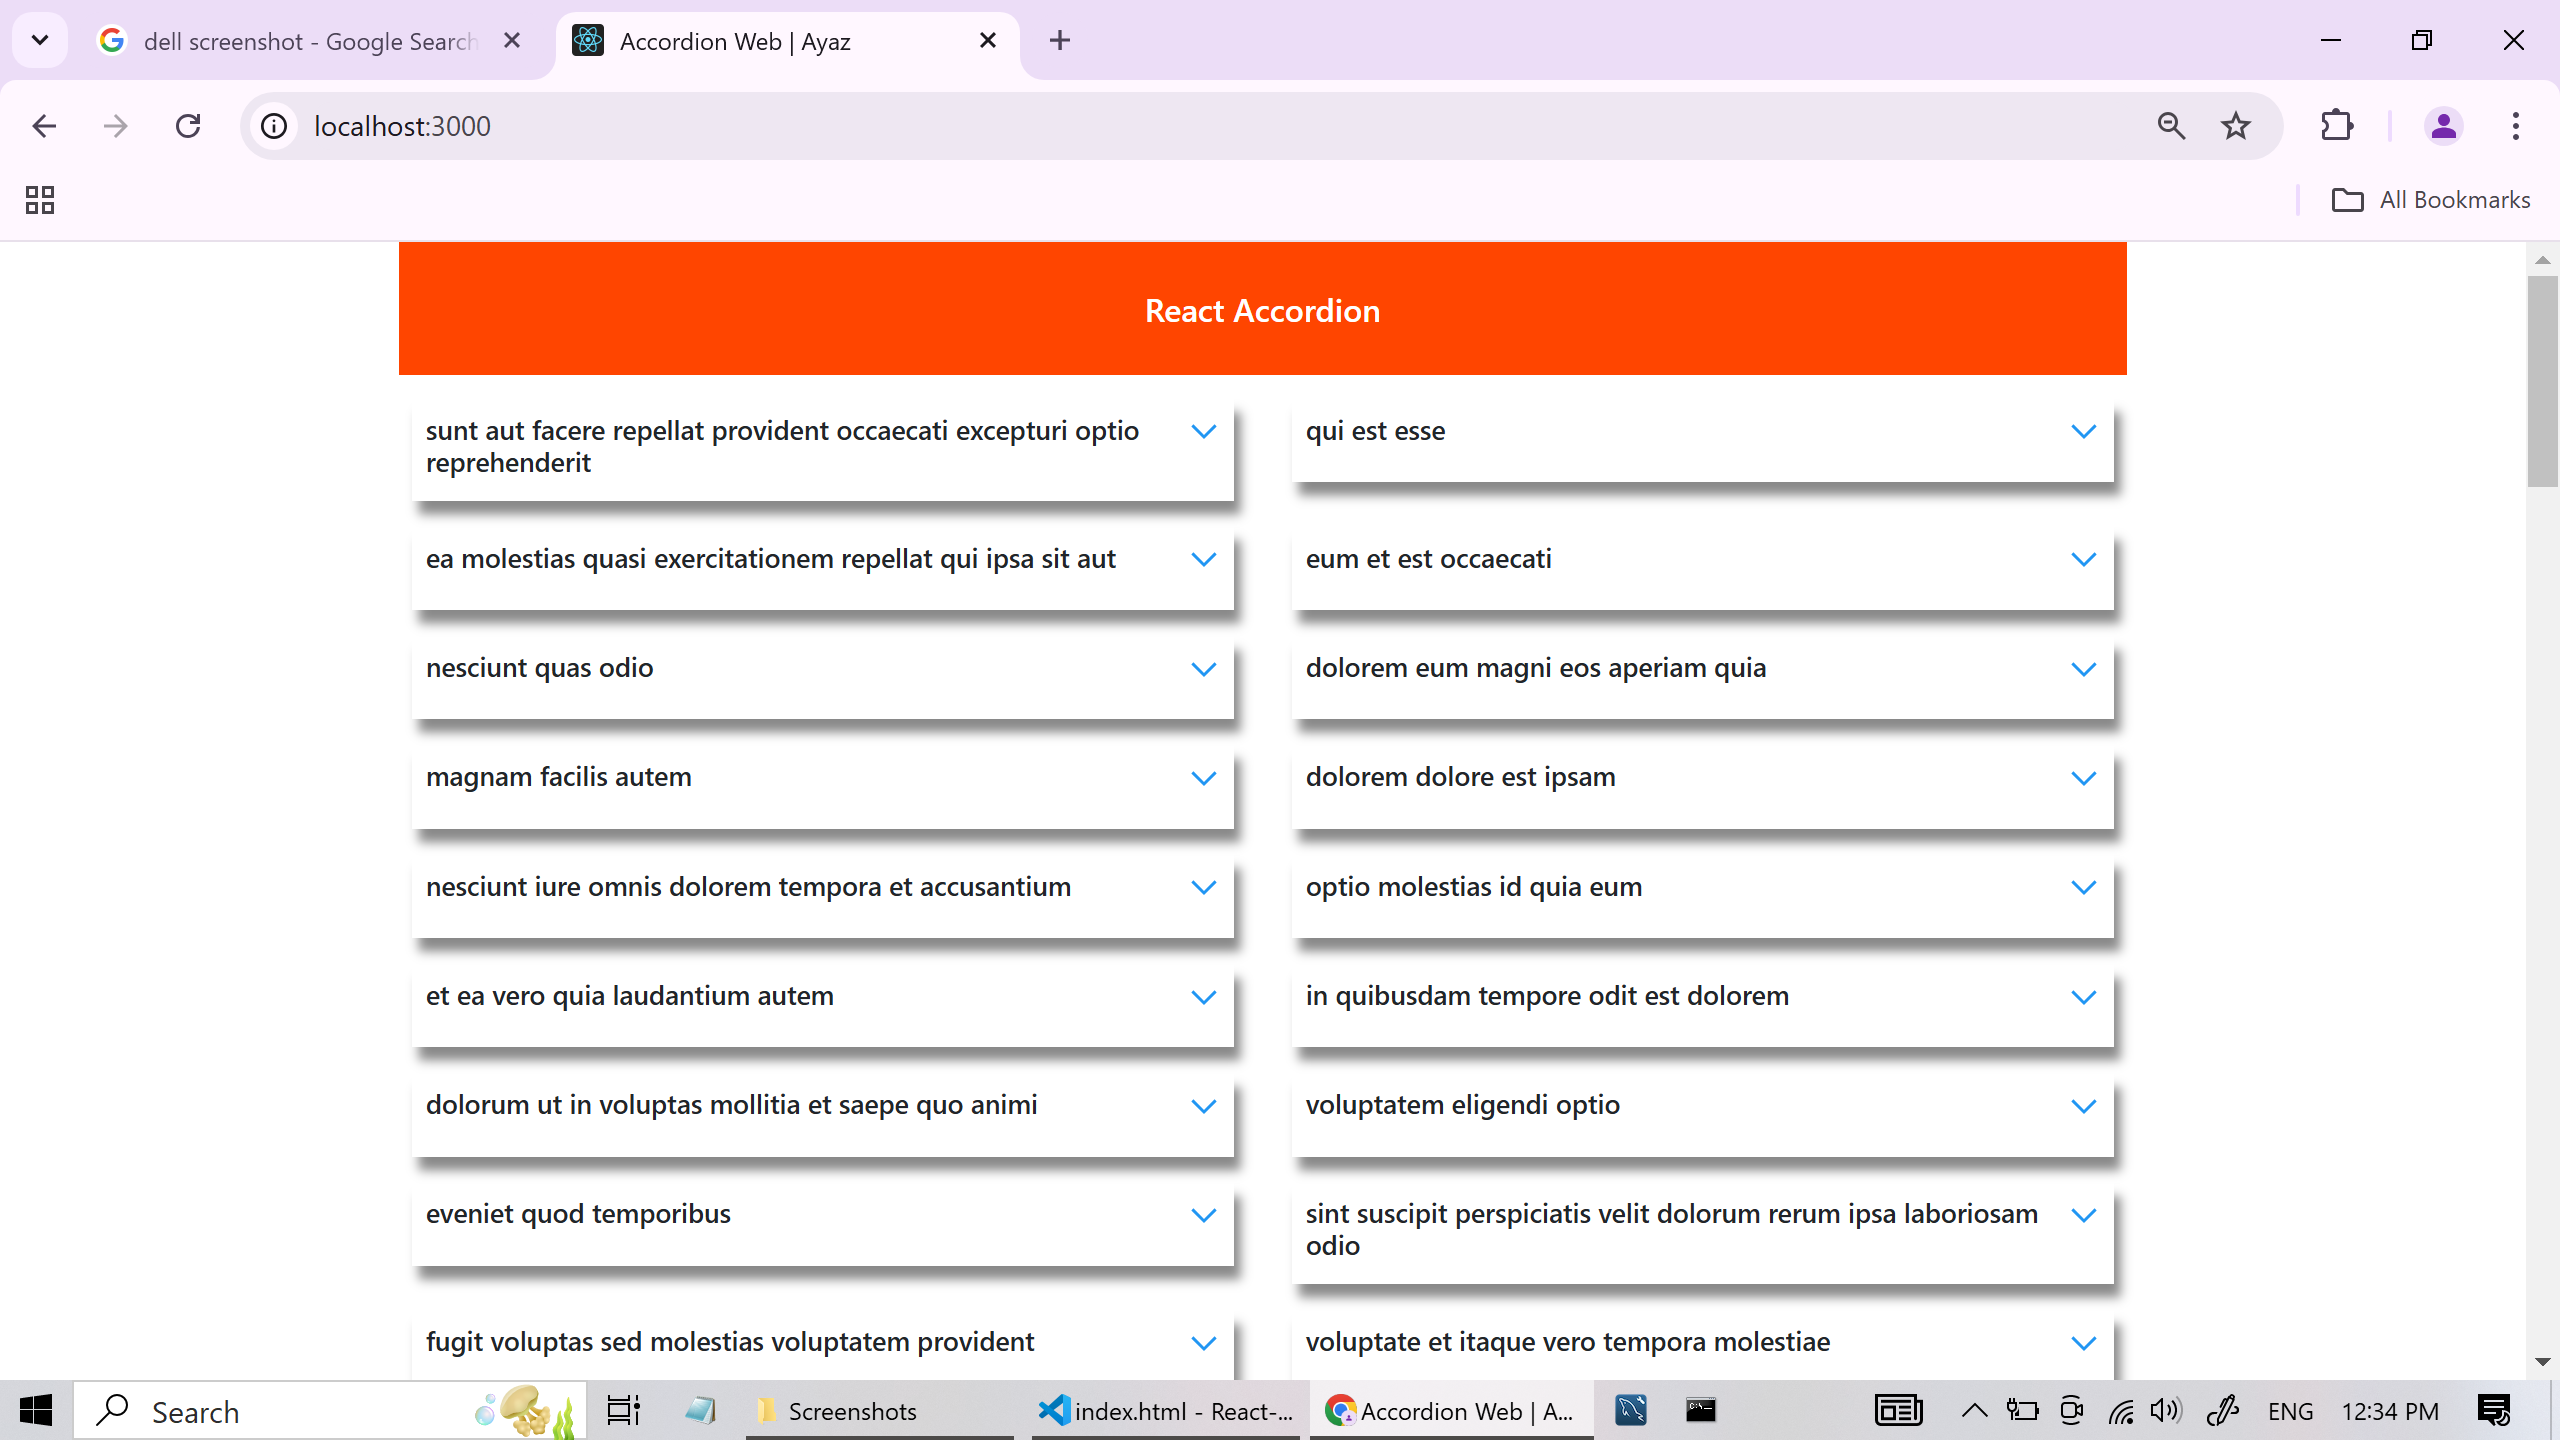 dell screenshot - Google Search
Accordion Web | Ayaz
localhost:3000
All Bookmarks
React Accordion
sunt aut facere repellat provident occaecati excepturi optio
reprehenderit
qui est esse
ea molestias quasi exercitationem repellat qui ipsa sit aut
eum et est occaecati
nesciunt quas odio
dolorem eum magni eos aperiam quia
magnam facilis autem
dolorem dolore est ipsam
nesciunt iure omnis dolorem tempora et accusantium
optio molestias id quia eum
et ea vero quia laudantium autem
in quibusdam tempore odit est dolorem
dolorum ut in voluptas mollitia et saepe quo animi
voluptatem eligendi optio
eveniet quod temporibus
sint suscipit perspiciatis velit dolorum rerum ipsa laboriosam
odio
fugit voluptas sed molestias voluptatem provident
voluptate et itaque vero tempora molestiae
Search
Screenshots
index.html - React-...
Accordion Web | A...
ENG
12:34 PM